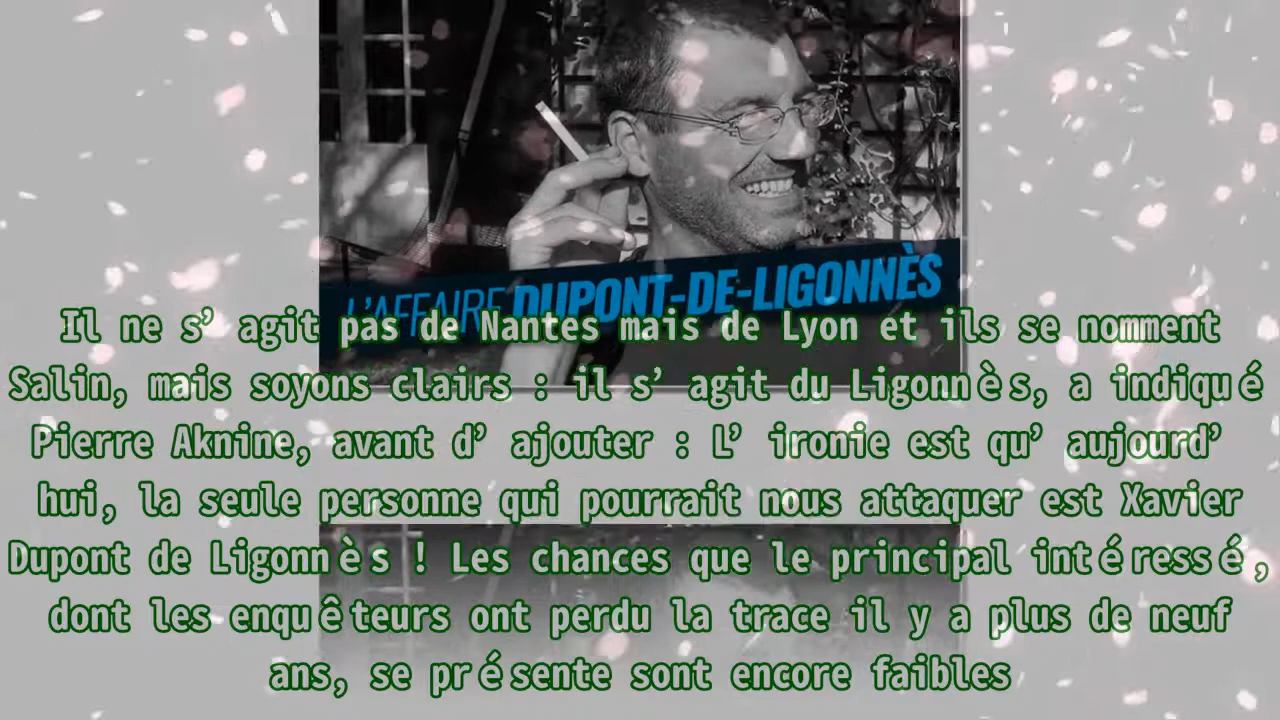 L'AFFAIRE DUPONT-DE-LIGONNÈS
Il ne s’ agit pas de Nantes mais de Lyon et ils se nomment
Salin, mais soyons clairs : il s’ agit du Ligonnès, a indiqué
Pierre Aknine, avant d’ ajouter : L’ ironie est qu’ aujourd’
hui, la seule personne qui pourrait nous attaquer est Xavier
Dupont de Ligonnès ! Les chances que le principal intéressé,
dont les enquêteurs ont perdu la trace il y a plus de neuf
ans, se présente sont encore faibles